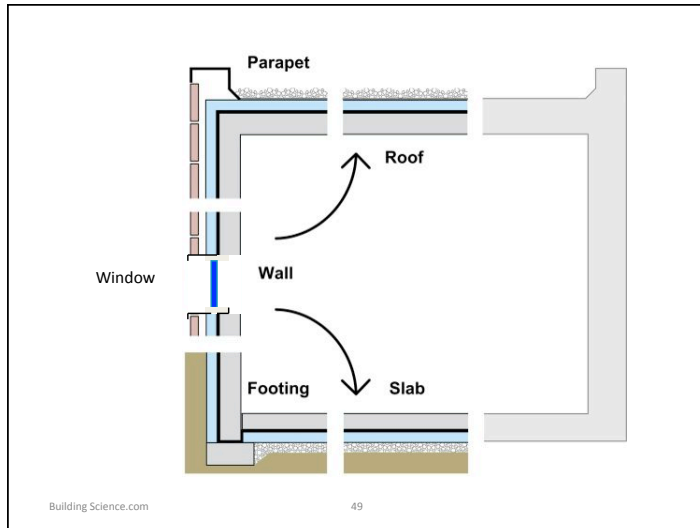 Parapet
Roof
Window
Wall
Footing
Slab
Building Science.com
49